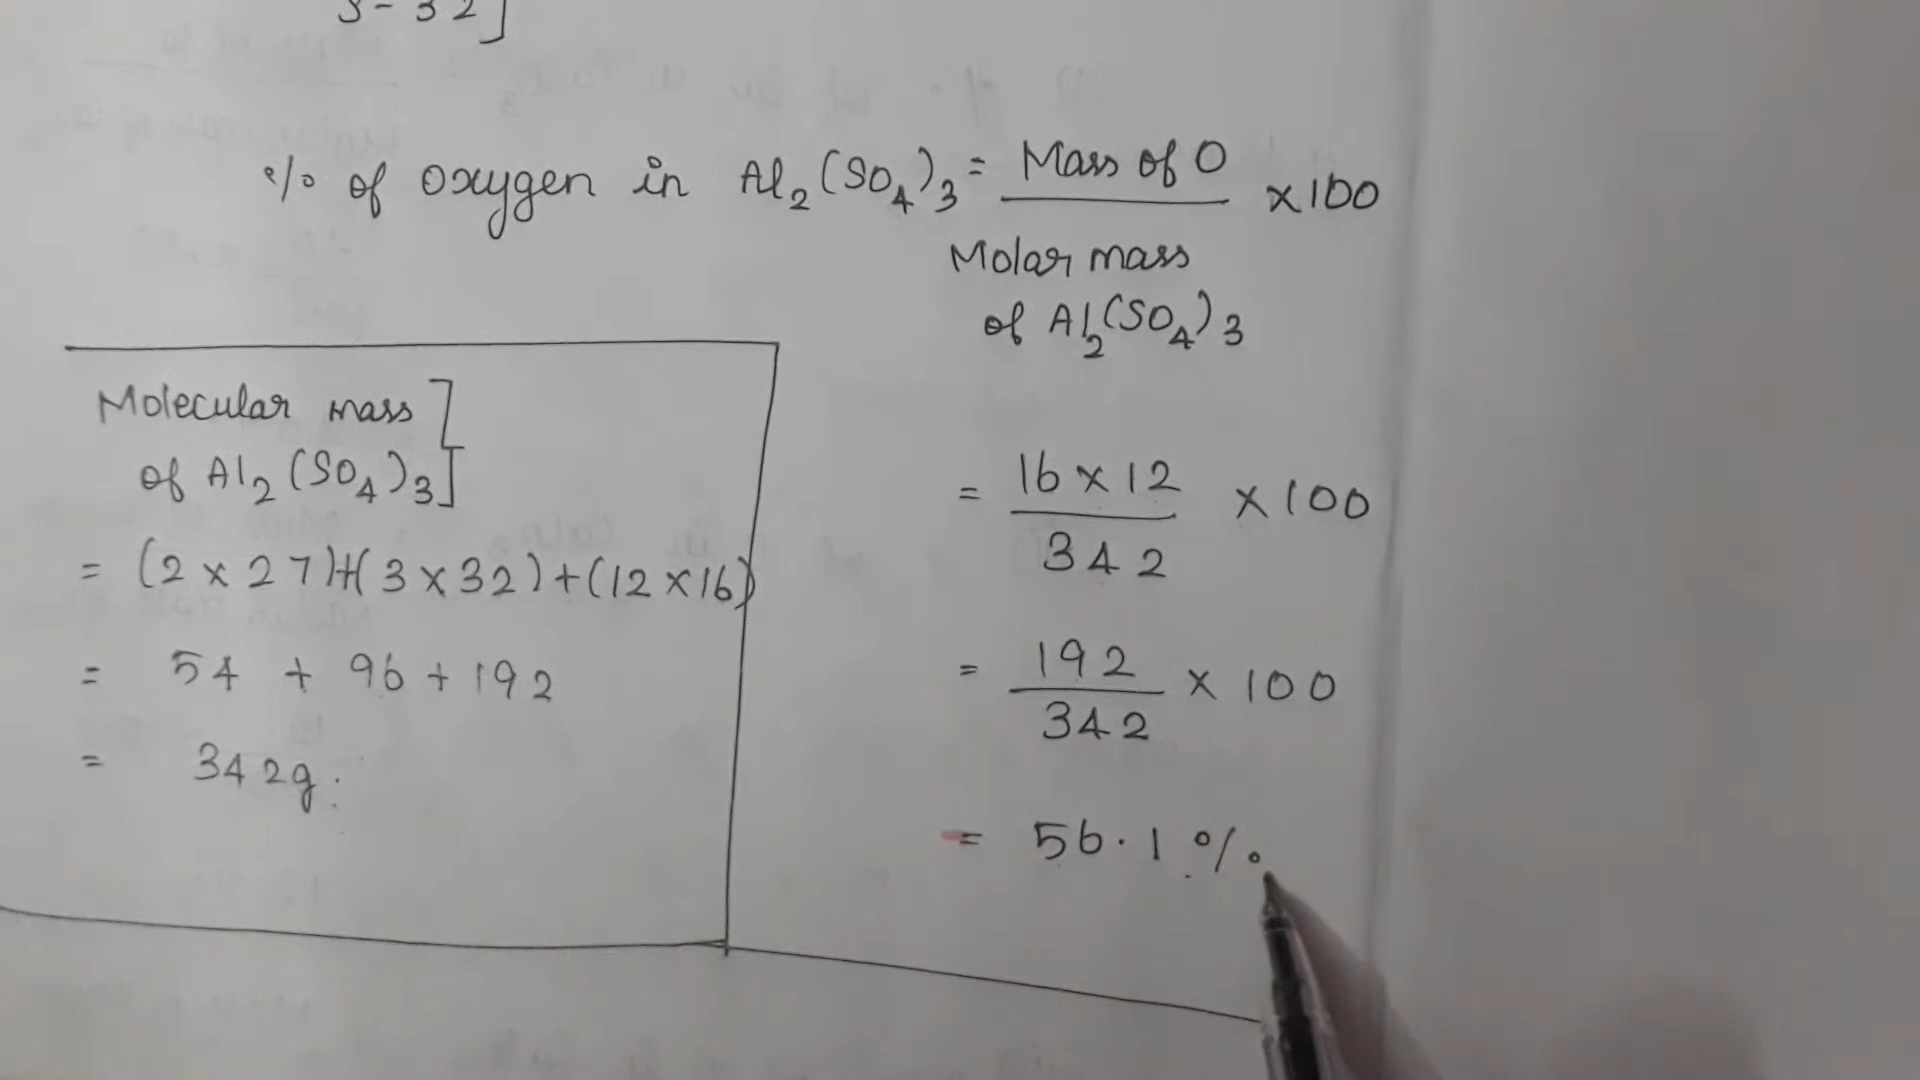 S - 32]
% of oxygen in Al₂(SO₄)₃ = Mass of O / Molar mass of Al₂(SO₄)₃ ×100
Molecular mass]
of Al₂(SO₄)₃]
= (2 × 27)+(3 × 32)+(12 × 16)
= 54 + 96 + 192
= 342g.
= 16 × 12 / 342 × 100
= 192 / 342 × 100
= 56.1 %